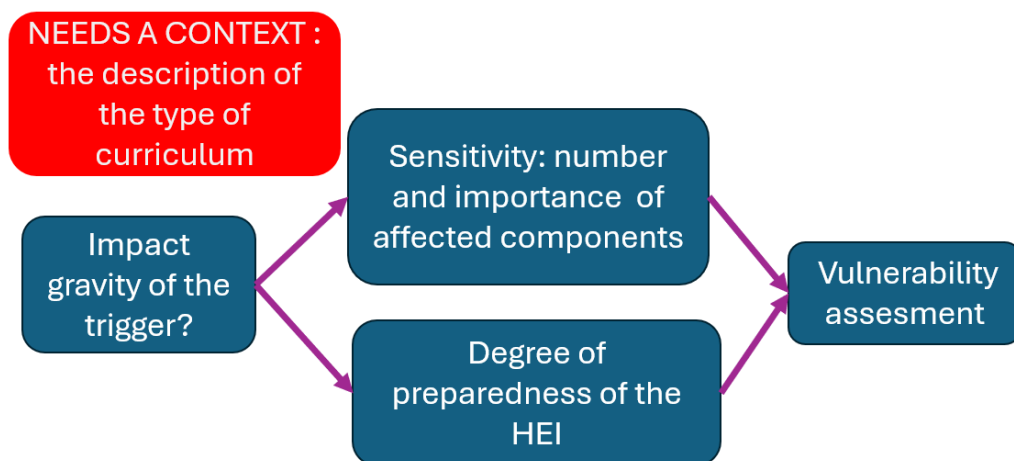 NEEDS A CONTEXT :
the description of
the type of
curriculum
Impact
gravity of the
trigger?
Sensitivity: number
and importance of
affected components
Degree of
preparedness of the
HEI
Vulnerability
assesment